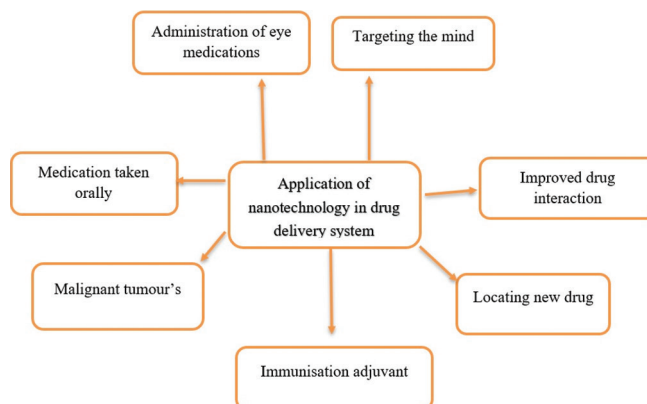 Administration of eye
medications
Targeting the mind
Medication taken
orally
Application of
nanotechnology in drug
delivery system
Improved drug
interaction
Malignant tumour's
Locating new drug
Immunisation adjuvant